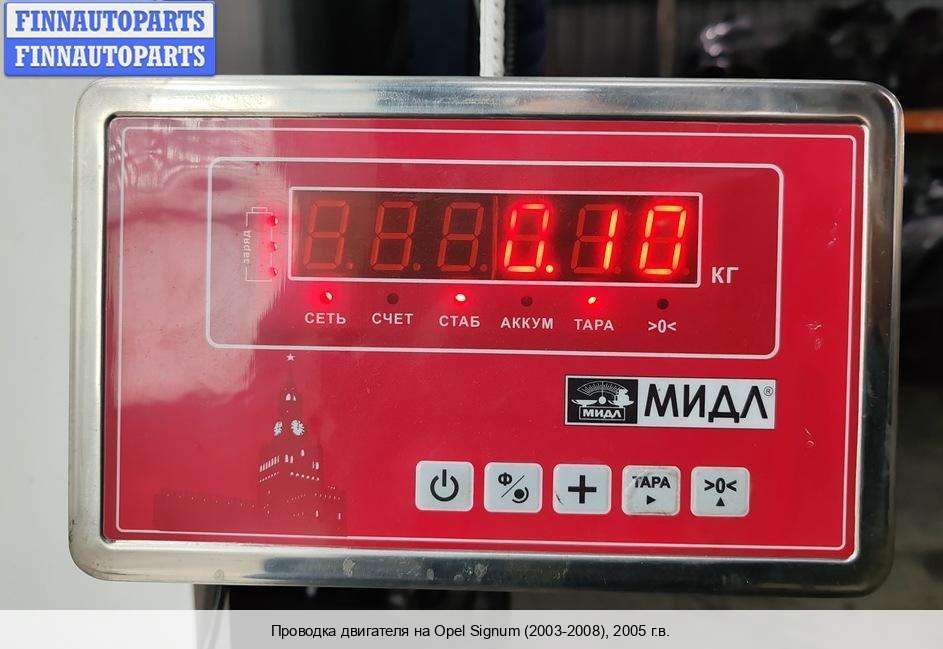 FINNAUTOPARTS
FINNAUTOPARTS
заряд
0.10
КГ
СЕТЬ СЧЕТ СТАБ АККУМ ТАРА >0<
МИДЛ МИДЛ®
Ф + ТАРА >0<
Проводка двигателя на Opel Signum (2003-2008), 2005 г.в.